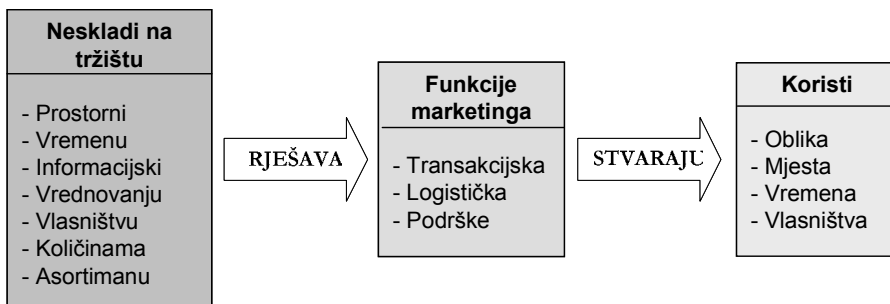 Neskladi na
tržištu
- Prostorni
- Vremenu
- Informacijski
- Vrednovanju
- Vlasništvu
- Količinama
- Asortimanu
RJEŠAVA
Funkcije
marketinga
- Transakcijska
- Logistička
- Podrške
STVARAJU
Koristi
- Oblika
- Mjesta
- Vremena
- Vlasništva